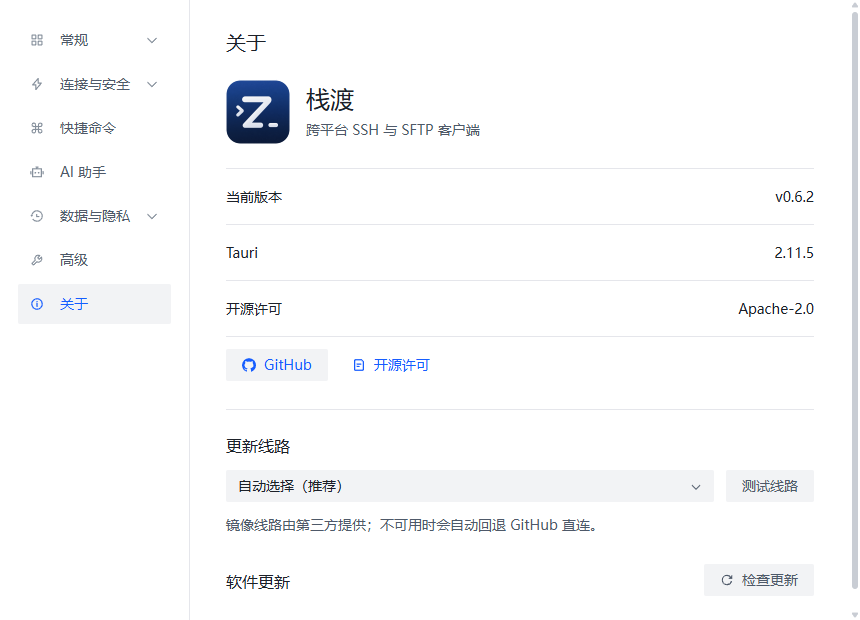 常规
连接与安全
快捷命令
AI 助手
数据与隐私
高级
关于
关于
栈渡
跨平台 SSH 与 SFTP 客户端
当前版本 v0.6.2
Tauri 2.11.5
开源许可 Apache-2.0
GitHub 开源许可
更新线路
自动选择（推荐） 测试线路
镜像线路由第三方提供；不可用时会自动回退 GitHub 直连。
软件更新 检查更新